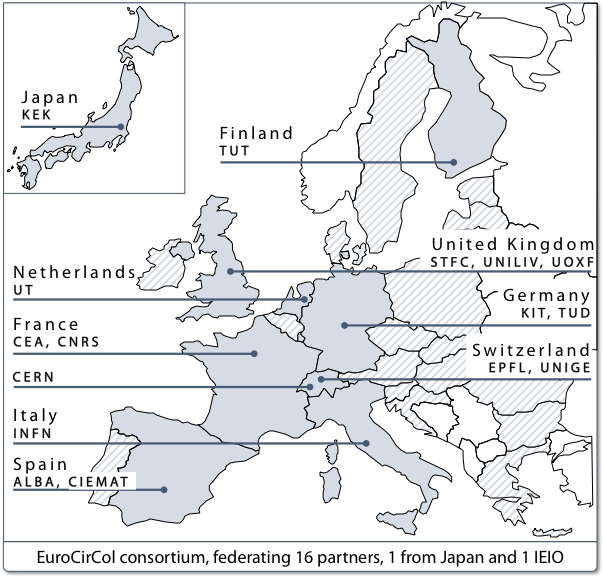 Japan
KEK
Finland
TUT
United Kingdom
STFC, UNILIV, UOXF
Netherlands
UT
Germany
KIT, TUD
France
CEA, CNRS
Switzerland
EPFL, UNIGE
CERN
Italy
INFN
Spain
ALBA, CIEMAT
EuroCirCol consortium, federating 16 partners, 1 from Japan and 1 IEIO